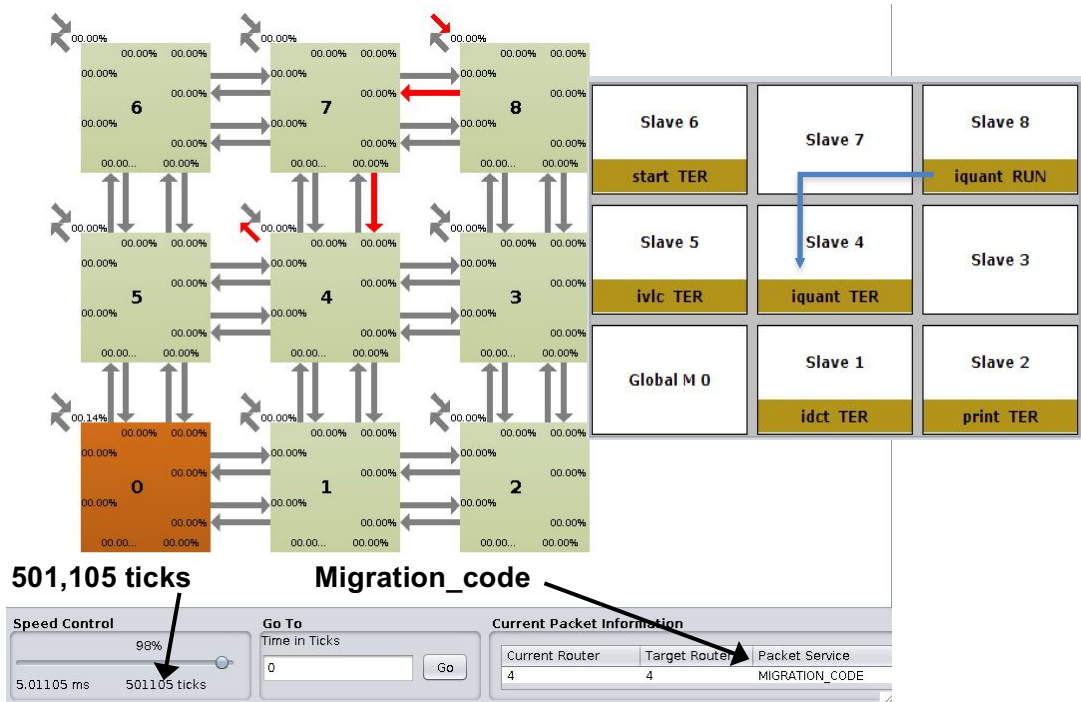 00.00% 00.00% 00.00%
00.00% 00.00% 00.00% 00.00% 00.00% 00.00%
00.00% 00.00% 00.00%
00.00% 00.00% 00.00%
6 7 8
00.00% 00.00% 00.00%
00.00% 00.00% 00.00%
00.00... 00.00% 00.00... 00.00% 00.00... 00.00%
00.00% 00.00% 00.00%
00.00% 00.00% 00.00% 00.00% 00.00% 00.00%
00.00% 00.00% 00.00%
00.00% 00.00% 00.00%
5 4 3
00.00% 00.00% 00.00%
00.00% 00.00% 00.00%
00.00... 00.00% 00.00... 00.00% 00.00... 00.00%
00.14% 00.00% 00.00%
00.00% 00.00% 00.00% 00.00% 00.00% 00.00%
00.00% 00.00% 00.00%
00.00% 00.00% 00.00%
0 1 2
00.00% 00.00% 00.00%
00.00% 00.00% 00.00%
00.00... 00.00% 00.00... 00.00% 00.00... 00.00%
Slave 6
start TER
Slave 7
Slave 8
iquant RUN
Slave 5
ivlc TER
Slave 4
iquant TER
Slave 3
Global M 0
Slave 1
idct TER
Slave 2
print TER
501,105 ticks
Migration_code
Speed Control
98%
5.01105 ms 501105 ticks
Go To
Time in Ticks
0 Go
Current Packet Information
Current Router Target Router Packet Service
4 4 MIGRATION_CODE